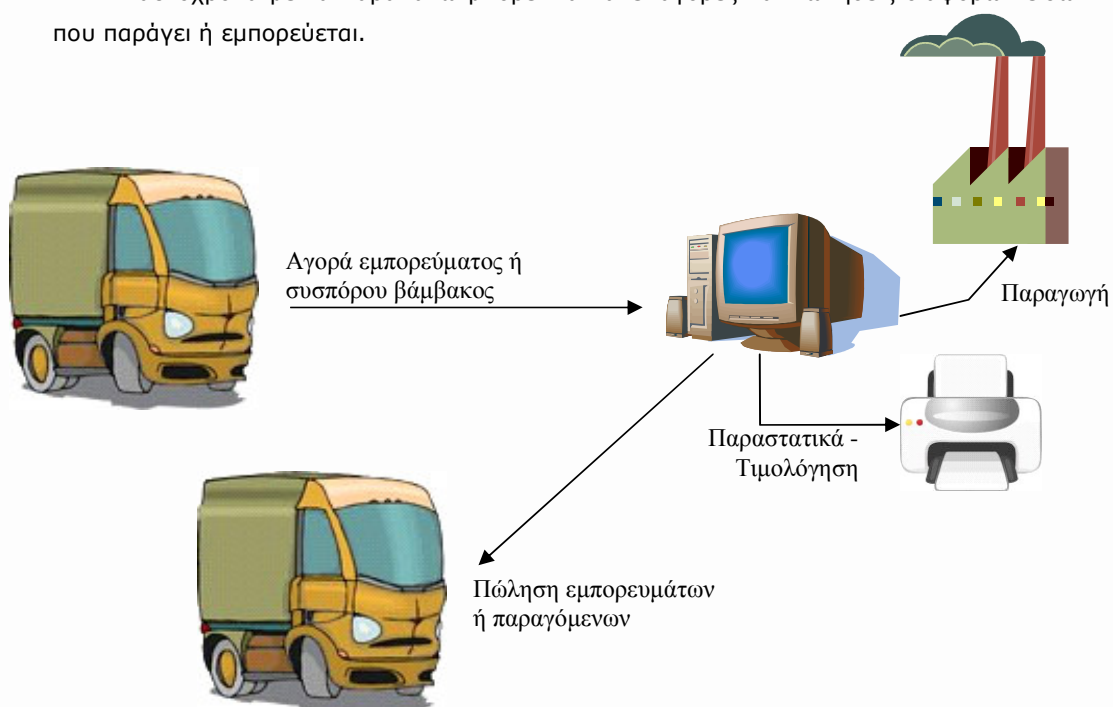 που παράγει ή εμπορεύεται.
Αγορά εμπορεύματος ή
συσπόρου βάμβακος
Παραγωγή
Παραστατικά -
Τιμολόγηση
Πώληση εμπορευμάτων
ή παραγόμενων